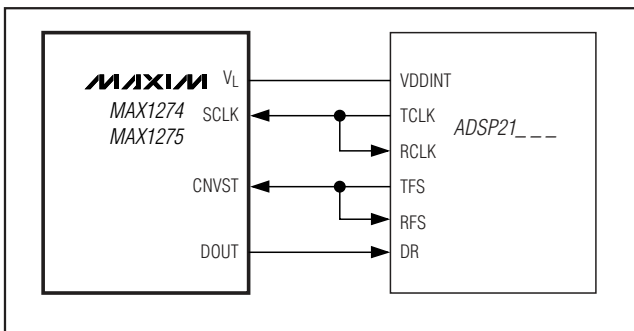 MAXIM
MAX1274
MAX1275
VL
SCLK
CNVST
DOUT
VDDINT
TCLK
RCLK
TFS
RFS
DR
ADSP21_ _ _